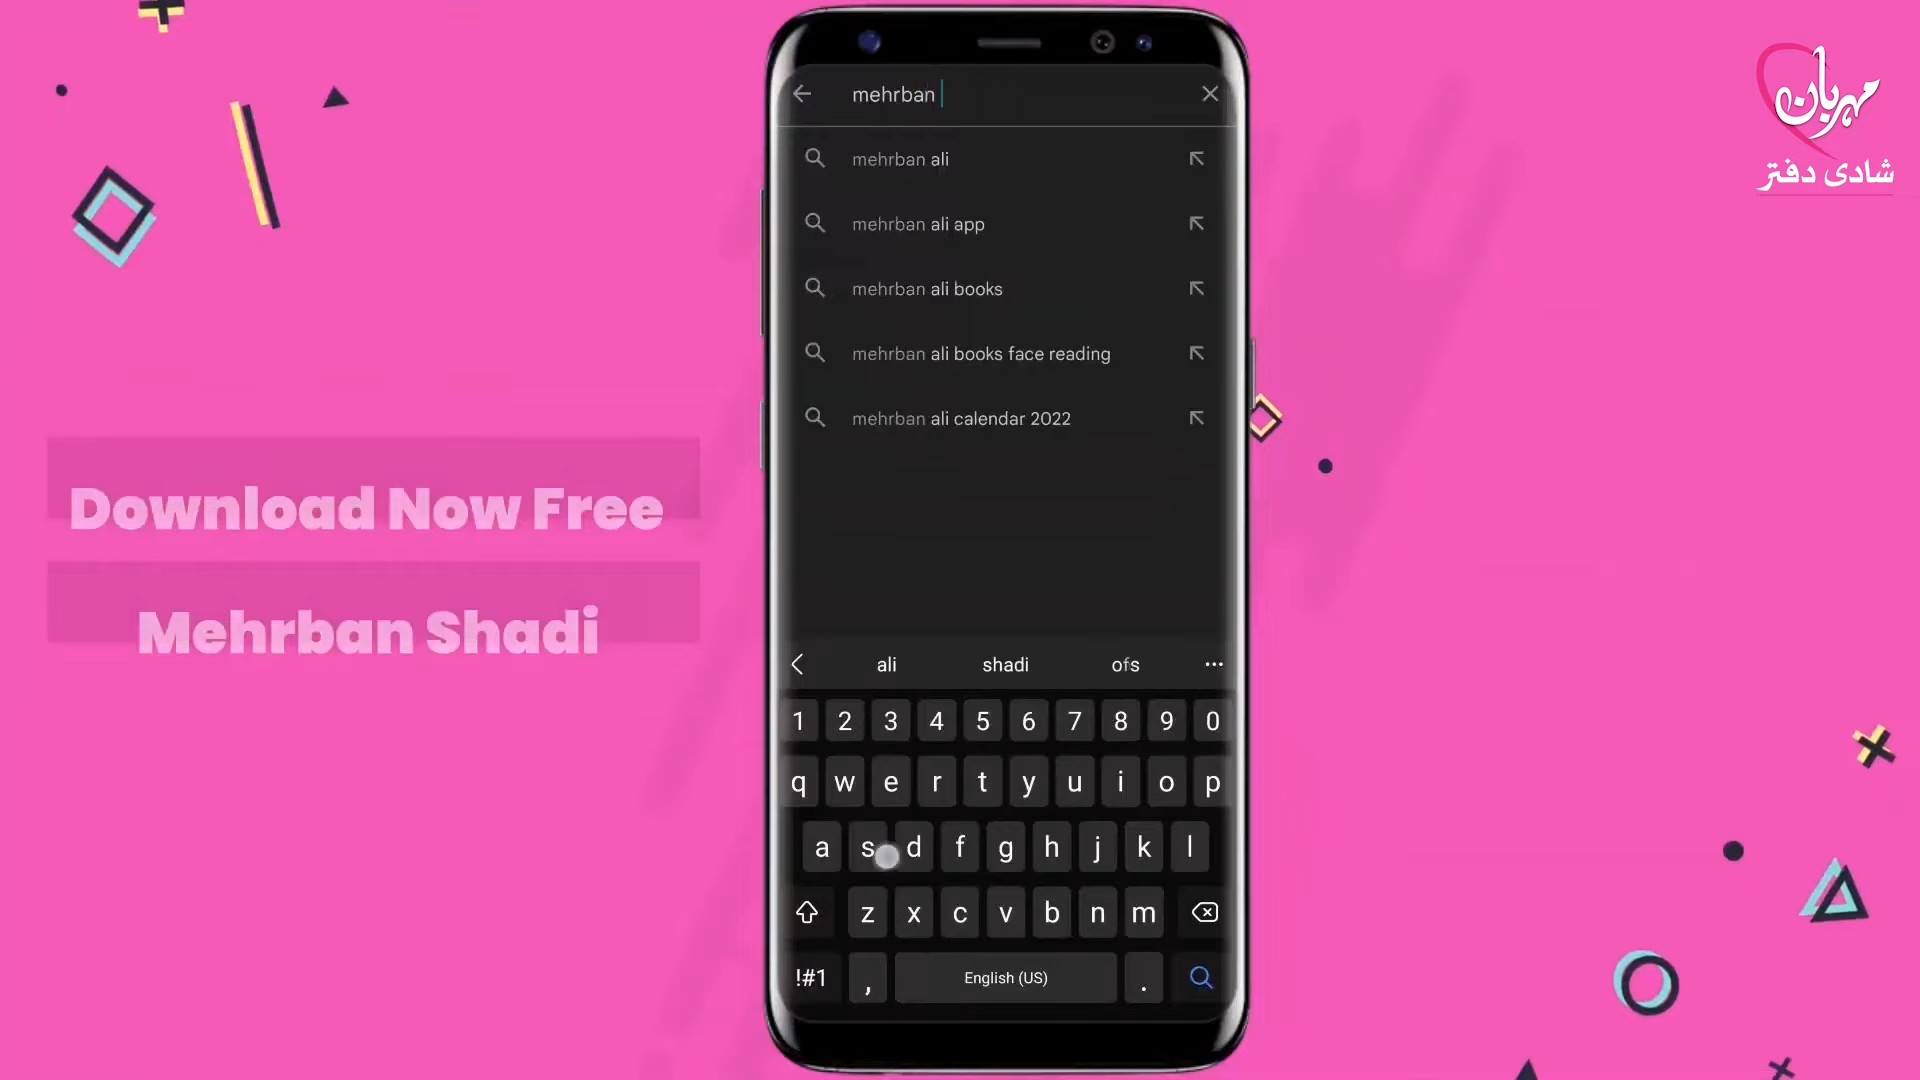 mehrban
mehrban ali
mehrban ali app
mehrban ali books
mehrban ali books face reading
mehrban ali calendar 2022
ali shadi ofs ...
1 2 3 4 5 6 7 8 9 0
q w e r t y u i o p
a s d f g h j k l
z x c v b n m
!#1 , English (US) .
Download Now Free
Mehrban Shadi
مہربان
شادی دفتر